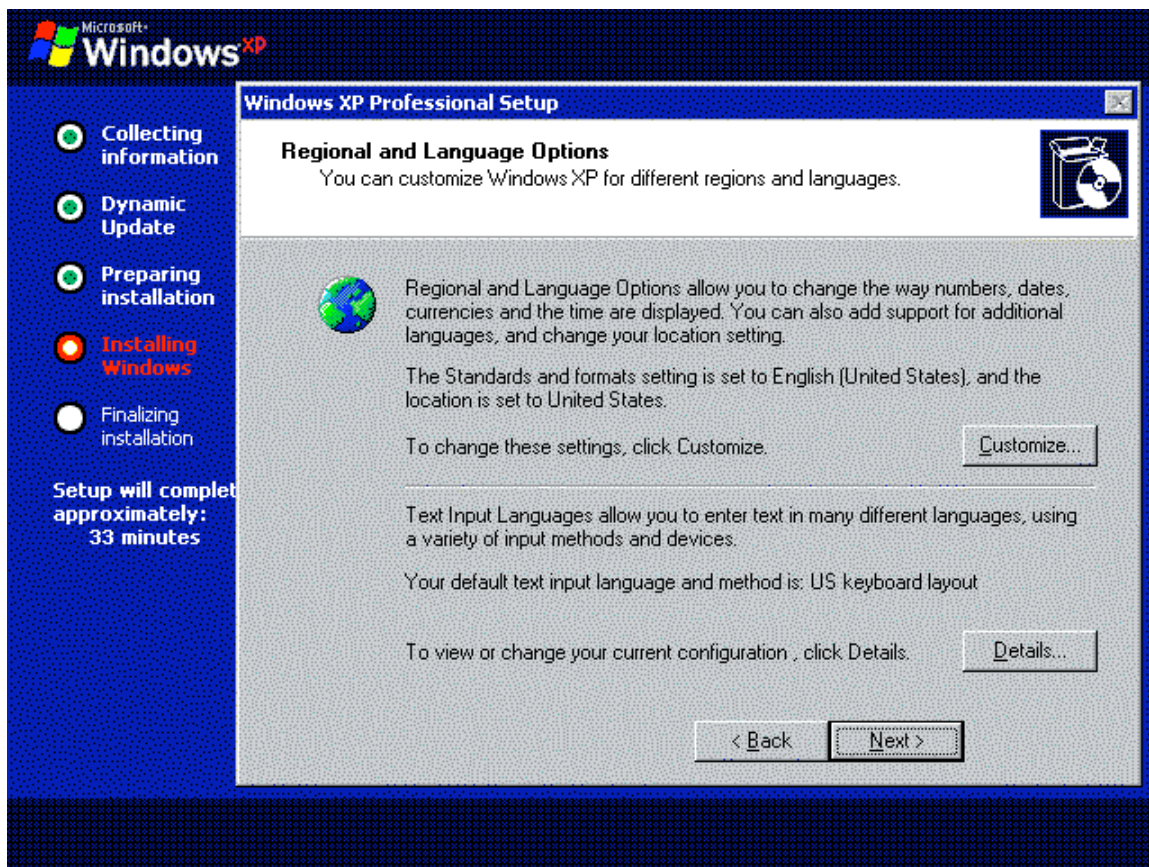 Microsoft
Windows XP
Collecting
information
Dynamic
Update
Preparing
installation
Installing
Windows
Finalizing
installation
Setup will complet
approximately:
33 minutes
Windows XP Professional Setup
Regional and Language Options
You can customize Windows XP for different regions and languages.
Regional and Language Options allow you to change the way numbers, dates,
currencies and the time are displayed. You can also add support for additional
languages, and change your location setting.
The Standards and formats setting is set to English (United States), and the
location is set to United States.
To change these settings, click Customize.
Customize...
Text Input Languages allow you to enter text in many different languages, using
a variety of input methods and devices.
Your default text input language and method is: US keyboard layout
To view or change your current configuration , click Details.
Details...
< Back
Next >